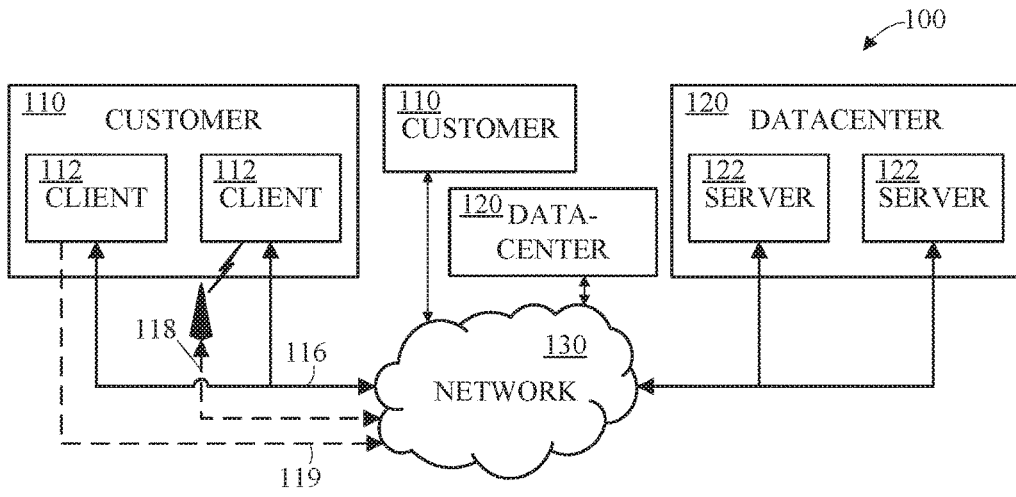 100
110
CUSTOMER
112
CLIENT
112
CLIENT
110
CUSTOMER
120
DATA-
CENTER
120
DATACENTER
122
SERVER
122
SERVER
118
116
119
130
NETWORK